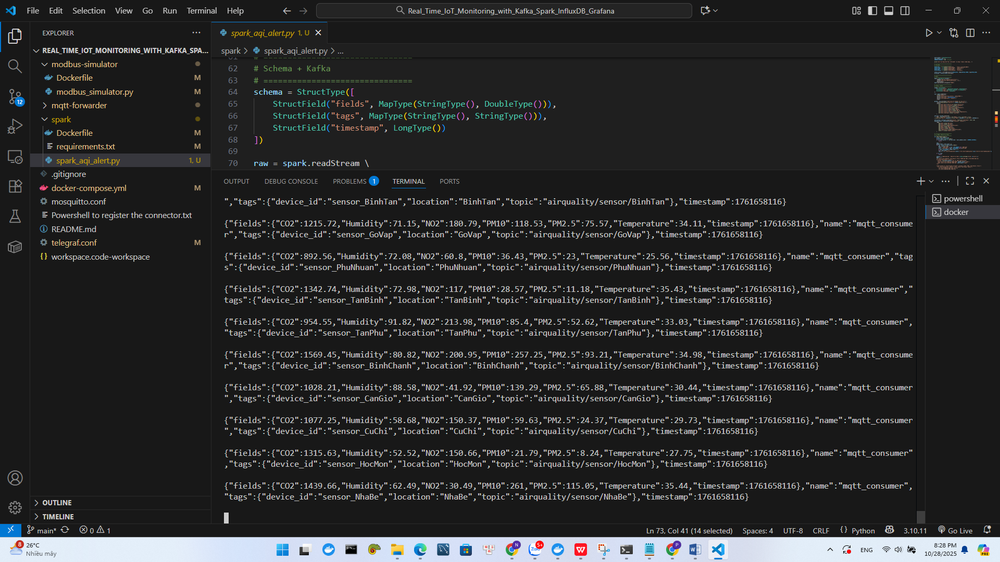 File Edit Selection View Go Run Terminal Help
Real_Time_IoT_Monitoring_with_Kafka_Spark_InfluxDB_Grafana
EXPLORER
REAL_TIME_IOT_MONITORING_WITH_KAFKA_SPA...
modbus-simulator
Dockerfile M
modbus_simulator.py M
mqtt-forwarder
spark
Dockerfile M
requirements.txt M
spark_aqi_alert.py 1, U
.gitignore
docker-compose.yml M
mosquitto.conf
Powershell to register the connector.txt
README.md
telegraf.conf M
workspace.code-workspace
OUTLINE
TIMELINE
12
spark_aqi_alert.py 1, U
spark > spark_aqi_alert.py > ...
61 # ===============================
62 # Schema + Kafka
63 # ===============================
64 schema = StructType([
65 StructField("fields", MapType(StringType(), DoubleType())),
66 StructField("tags", MapType(StringType(), StringType())),
67 StructField("timestamp", LongType())
68 ])
69
70 raw = spark.readStream \
OUTPUT DEBUG CONSOLE PROBLEMS 1 TERMINAL PORTS
powershell
docker
","tags":{"device_id":"sensor_BinhTan","location":"BinhTan","topic":"airquality/sensor/BinhTan"},"timestamp":1761658116}
{"fields":{"CO2":1215.72,"Humidity":71.15,"NO2":180.79,"PM10":118.53,"PM2.5":75.57,"Temperature":34.11,"timestamp":1761658116},"name":"mqtt_consume
r","tags":{"device_id":"sensor_GoVap","location":"GoVap","topic":"airquality/sensor/GoVap"},"timestamp":1761658116}
{"fields":{"CO2":892.56,"Humidity":72.08,"NO2":60.8,"PM10":36.43,"PM2.5":23,"Temperature":25.56,"timestamp":1761658116},"name":"mqtt_consumer","tag
s":{"device_id":"sensor_PhuNhuan","location":"PhuNhuan","topic":"airquality/sensor/PhuNhuan"},"timestamp":1761658116}
{"fields":{"CO2":1342.74,"Humidity":72.98,"NO2":117,"PM10":28.57,"PM2.5":11.18,"Temperature":35.43,"timestamp":1761658116},"name":"mqtt_consumer","
tags":{"device_id":"sensor_TanBinh","location":"TanBinh","topic":"airquality/sensor/TanBinh"},"timestamp":1761658116}
{"fields":{"CO2":954.55,"Humidity":91.82,"NO2":213.98,"PM10":85.4,"PM2.5":52.62,"Temperature":33.03,"timestamp":1761658116},"name":"mqtt_consumer",
"tags":{"device_id":"sensor_TanPhu","location":"TanPhu","topic":"airquality/sensor/TanPhu"},"timestamp":1761658116}
{"fields":{"CO2":1569.45,"Humidity":80.82,"NO2":200.95,"PM10":257.25,"PM2.5":93.21,"Temperature":34.98,"timestamp":1761658116},"name":"mqtt_consume
r","tags":{"device_id":"sensor_BinhChanh","location":"BinhChanh","topic":"airquality/sensor/BinhChanh"},"timestamp":1761658116}
{"fields":{"CO2":1028.21,"Humidity":88.58,"NO2":41.92,"PM10":139.29,"PM2.5":65.88,"Temperature":30.44,"timestamp":1761658116},"name":"mqtt_consumer
","tags":{"device_id":"sensor_CanGio","location":"CanGio","topic":"airquality/sensor/CanGio"},"timestamp":1761658116}
{"fields":{"CO2":1077.25,"Humidity":58.68,"NO2":150.37,"PM10":59.63,"PM2.5":24.37,"Temperature":29.73,"timestamp":1761658116},"name":"mqtt_consumer
","tags":{"device_id":"sensor_CuChi","location":"CuChi","topic":"airquality/sensor/CuChi"},"timestamp":1761658116}
{"fields":{"CO2":1315.63,"Humidity":52.52,"NO2":150.66,"PM10":21.79,"PM2.5":8.24,"Temperature":27.75,"timestamp":1761658116},"name":"mqtt_consumer"
,"tags":{"device_id":"sensor_HocMon","location":"HocMon","topic":"airquality/sensor/HocMon"},"timestamp":1761658116}
{"fields":{"CO2":1439.66,"Humidity":62.49,"NO2":30.49,"PM10":261,"PM2.5":115.05,"Temperature":35.44,"timestamp":1761658116},"name":"mqtt_consumer",
"tags":{"device_id":"sensor_NhaBe","location":"NhaBe","topic":"airquality/sensor/NhaBe"},"timestamp":1761658116}
main* 0 1 Ln 73, Col 41 (14 selected) Spaces: 4 UTF-8 CRLF {} Python 3.10.11 Go Live
8 26°C ENG 8:28 PM
Nhiều mây 10/28/2025
N 5+ Zalo W P PRE